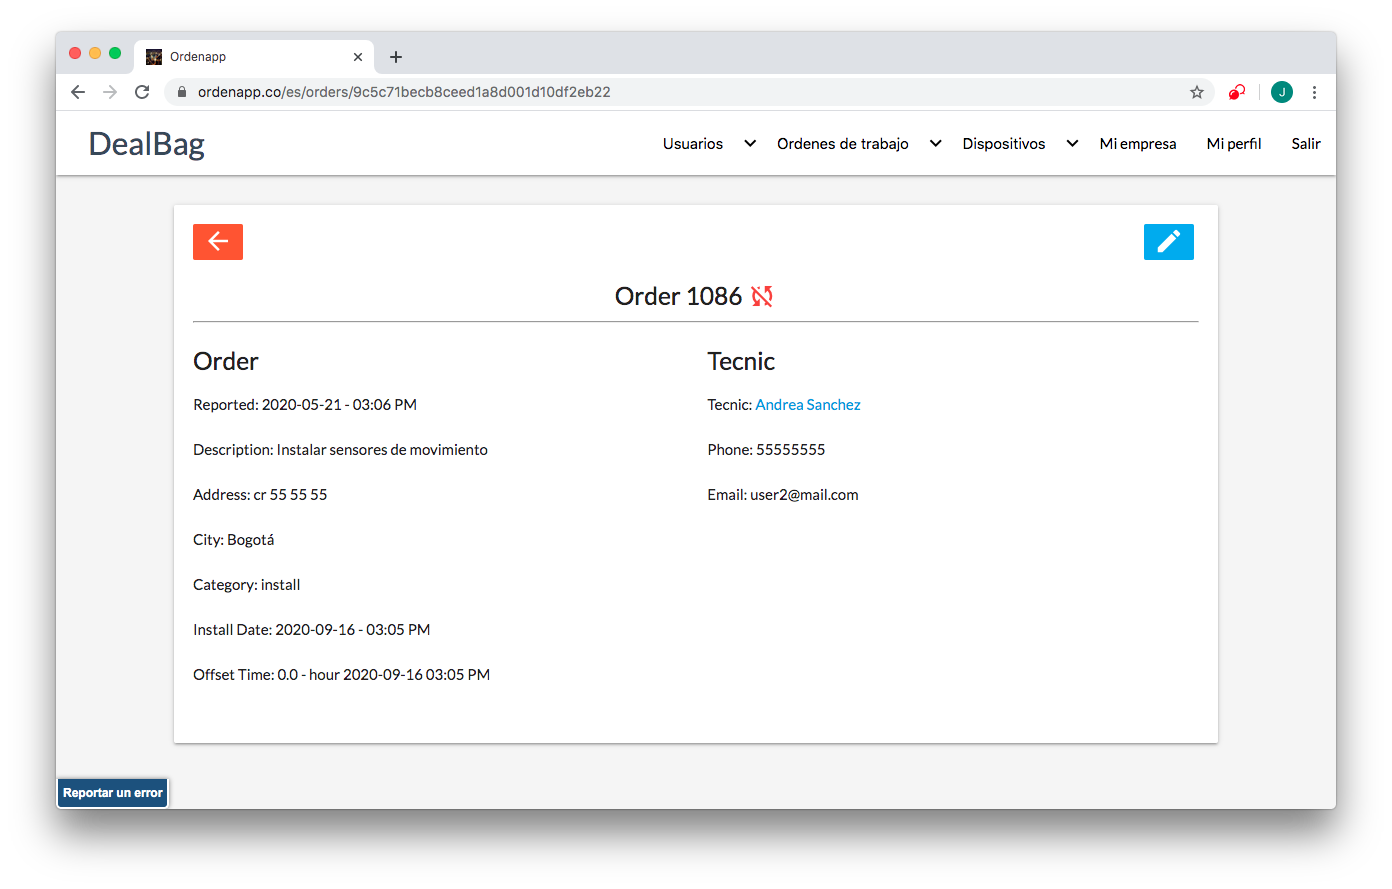 Ordenapp
ordenapp.co/es/orders/9c5c71becb8ceed1a8d001d10df2eb22
J
DealBag
Usuarios Ordenes de trabajo Dispositivos Mi empresa Mi perfil Salir
Order 1086
Order
Reported: 2020-05-21 - 03:06 PM
Description: Instalar sensores de movimiento
Address: cr 55 55 55
City: Bogotá
Category: install
Install Date: 2020-09-16 - 03:05 PM
Offset Time: 0.0 - hour 2020-09-16 03:05 PM
Tecnic
Tecnic: Andrea Sanchez
Phone: 55555555
Email: user2@mail.com
Reportar un error